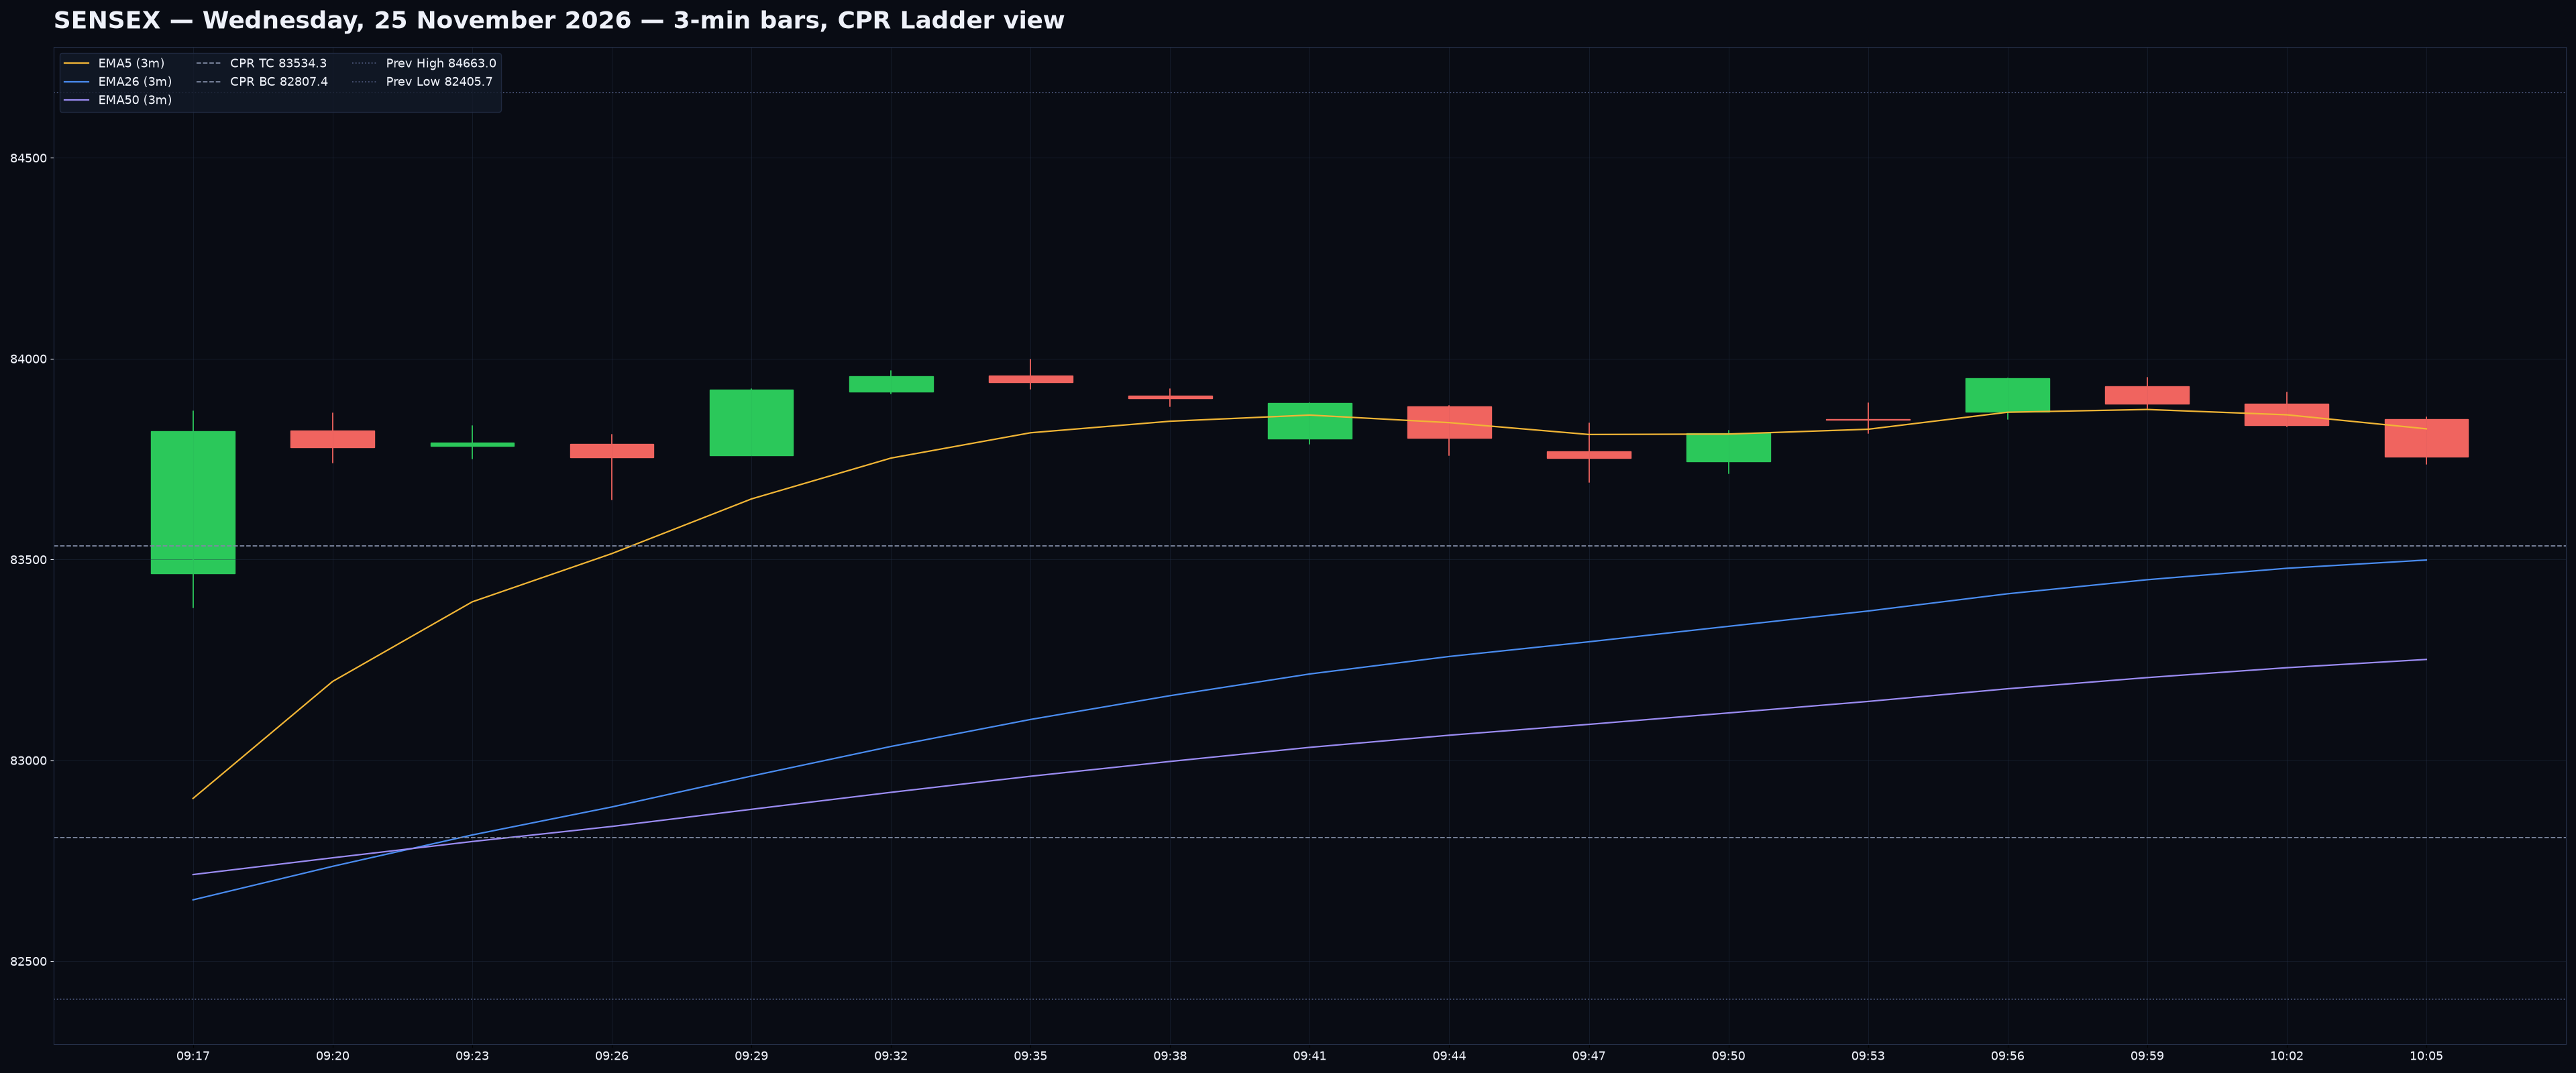 SENSEX — Wednesday, 25 November 2026 — 3-min bars, CPR Ladder view
EMA5 (3m) CPR TC 83534.3 Prev High 84663.0
EMA26 (3m) CPR BC 82807.4 Prev Low 82405.7
EMA50 (3m)
84500
84000
83500
83000
82500
09:17 09:20 09:23 09:26 09:29 09:32 09:35 09:38 09:41 09:44 09:47 09:50 09:53 09:56 09:59 10:02 10:05